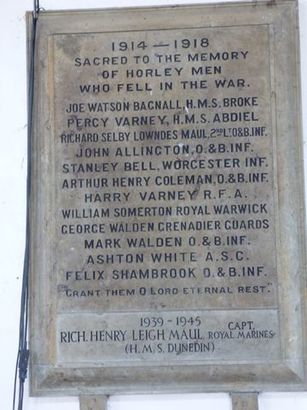 1914 — 1918
SACRED TO THE MEMORY
OF HORLEY MEN
WHO FELL IN THE WAR.
JOE WATSON BAGNALL, H.M.S. BROKE
PERCY VARNEY, H.M.S. ABDIEL
RICHARD SELBY LOWNDES MAUL, 2ND LT. O.& B. INF.
JOHN ALLINGTON, O.& B. INF.
STANLEY BELL, WORCESTER INF.
ARTHUR HENRY COLEMAN, O.& B. INF.
HARRY VARNEY R.F.A.
WILLIAM SOMERTON ROYAL WARWICK
GEORGE WALDEN GRENADIER GUARDS
MARK WALDEN O.& B. INF.
ASHTON WHITE A.S.C.
FELIX SHAMBROOK O.& B. INF.
"GRANT THEM O LORD ETERNAL REST."
1939 - 1945
RICH. HENRY LEIGH MAUL, CAPT. ROYAL MARINES
(H.M.S. DUNEDIN)